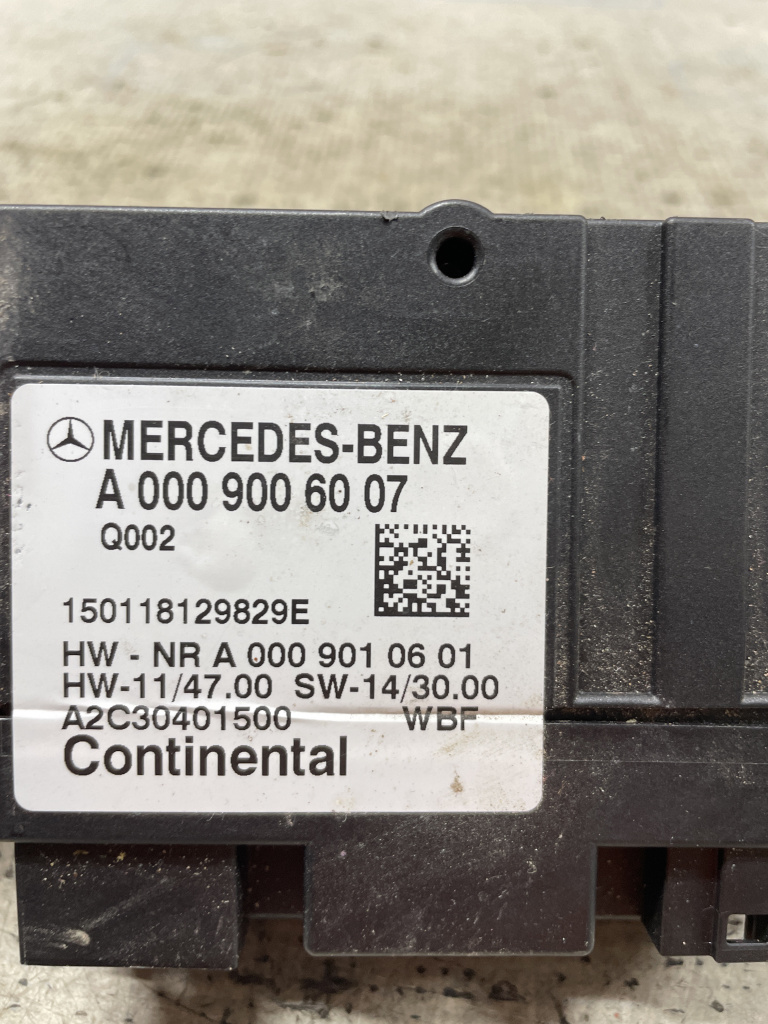 MERCEDES-BENZ
A 000 900 60 07
Q002
150118129829E
HW - NR A 000 901 06 01
HW-11/47.00 SW-14/30.00
A2C30401500 WBF
Continental